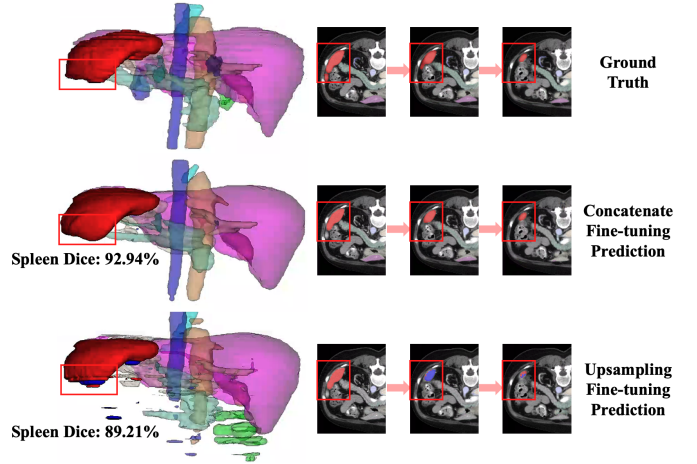 Ground
Truth
Concatenate
Fine-tuning
Prediction
Spleen Dice: 92.94%
Upsampling
Fine-tuning
Prediction
Spleen Dice: 89.21%